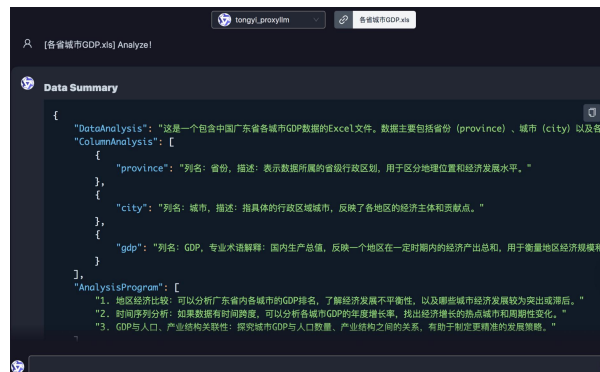 tongyi_proxyllm
各省城市GDP.xls
[各省城市GDP.xls] Analyze!
Data Summary
{
"DataAnalysis": "这是一个包含中国广东省各城市GDP数据的Excel文件。数据主要包括省份（province）、城市（city）以及各
"ColumnAnalysis": [
{
"province": "列名：省份，描述：表示数据所属的省级行政区划，用于区分地理位置和经济发展水平。"
},
{
"city": "列名：城市，描述：指具体的行政区域城市，反映了各地区的经济主体和贡献点。"
},
{
"gdp": "列名：GDP，专业术语解释：国内生产总值，反映一个地区在一定时期内的经济产出总和，用于衡量地区经济规模和
}
],
"AnalysisProgram": [
"1. 地区经济比较：可以分析广东省内各城市的GDP排名，了解经济发展不平衡性，以及哪些城市经济发展较为突出或滞后。"
"2. 时间序列分析：如果数据有时间跨度，可以分析各城市GDP的年度增长率，找出经济增长的热点城市和周期性变化。"
"3. GDP与人口、产业结构关联性：探究城市GDP与人口数量、产业结构之间的关系，有助于制定更精准的发展策略。"